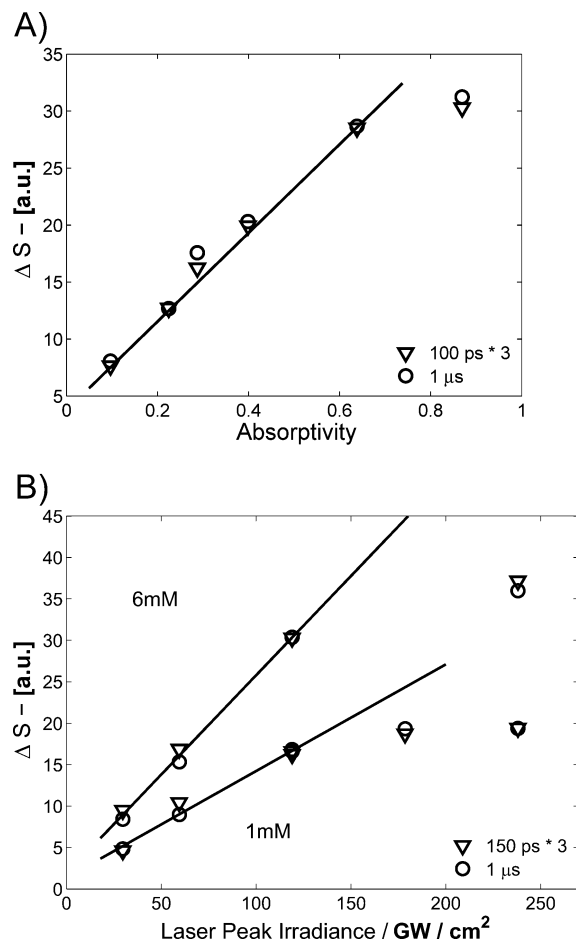 A)
35
30
25
20
15
10
5
Δ S − [a.u.]
0 0.2 0.4 0.6 0.8 1
Absorptivity
100 ps * 3
1 μs
B)
45
40
35
30
25
20
15
10
5
0
Δ S − [a.u.]
6mM
1mM
150 ps * 3
1 μs
0 50 100 150 200 250
Laser Peak Irradiance / GW / cm²